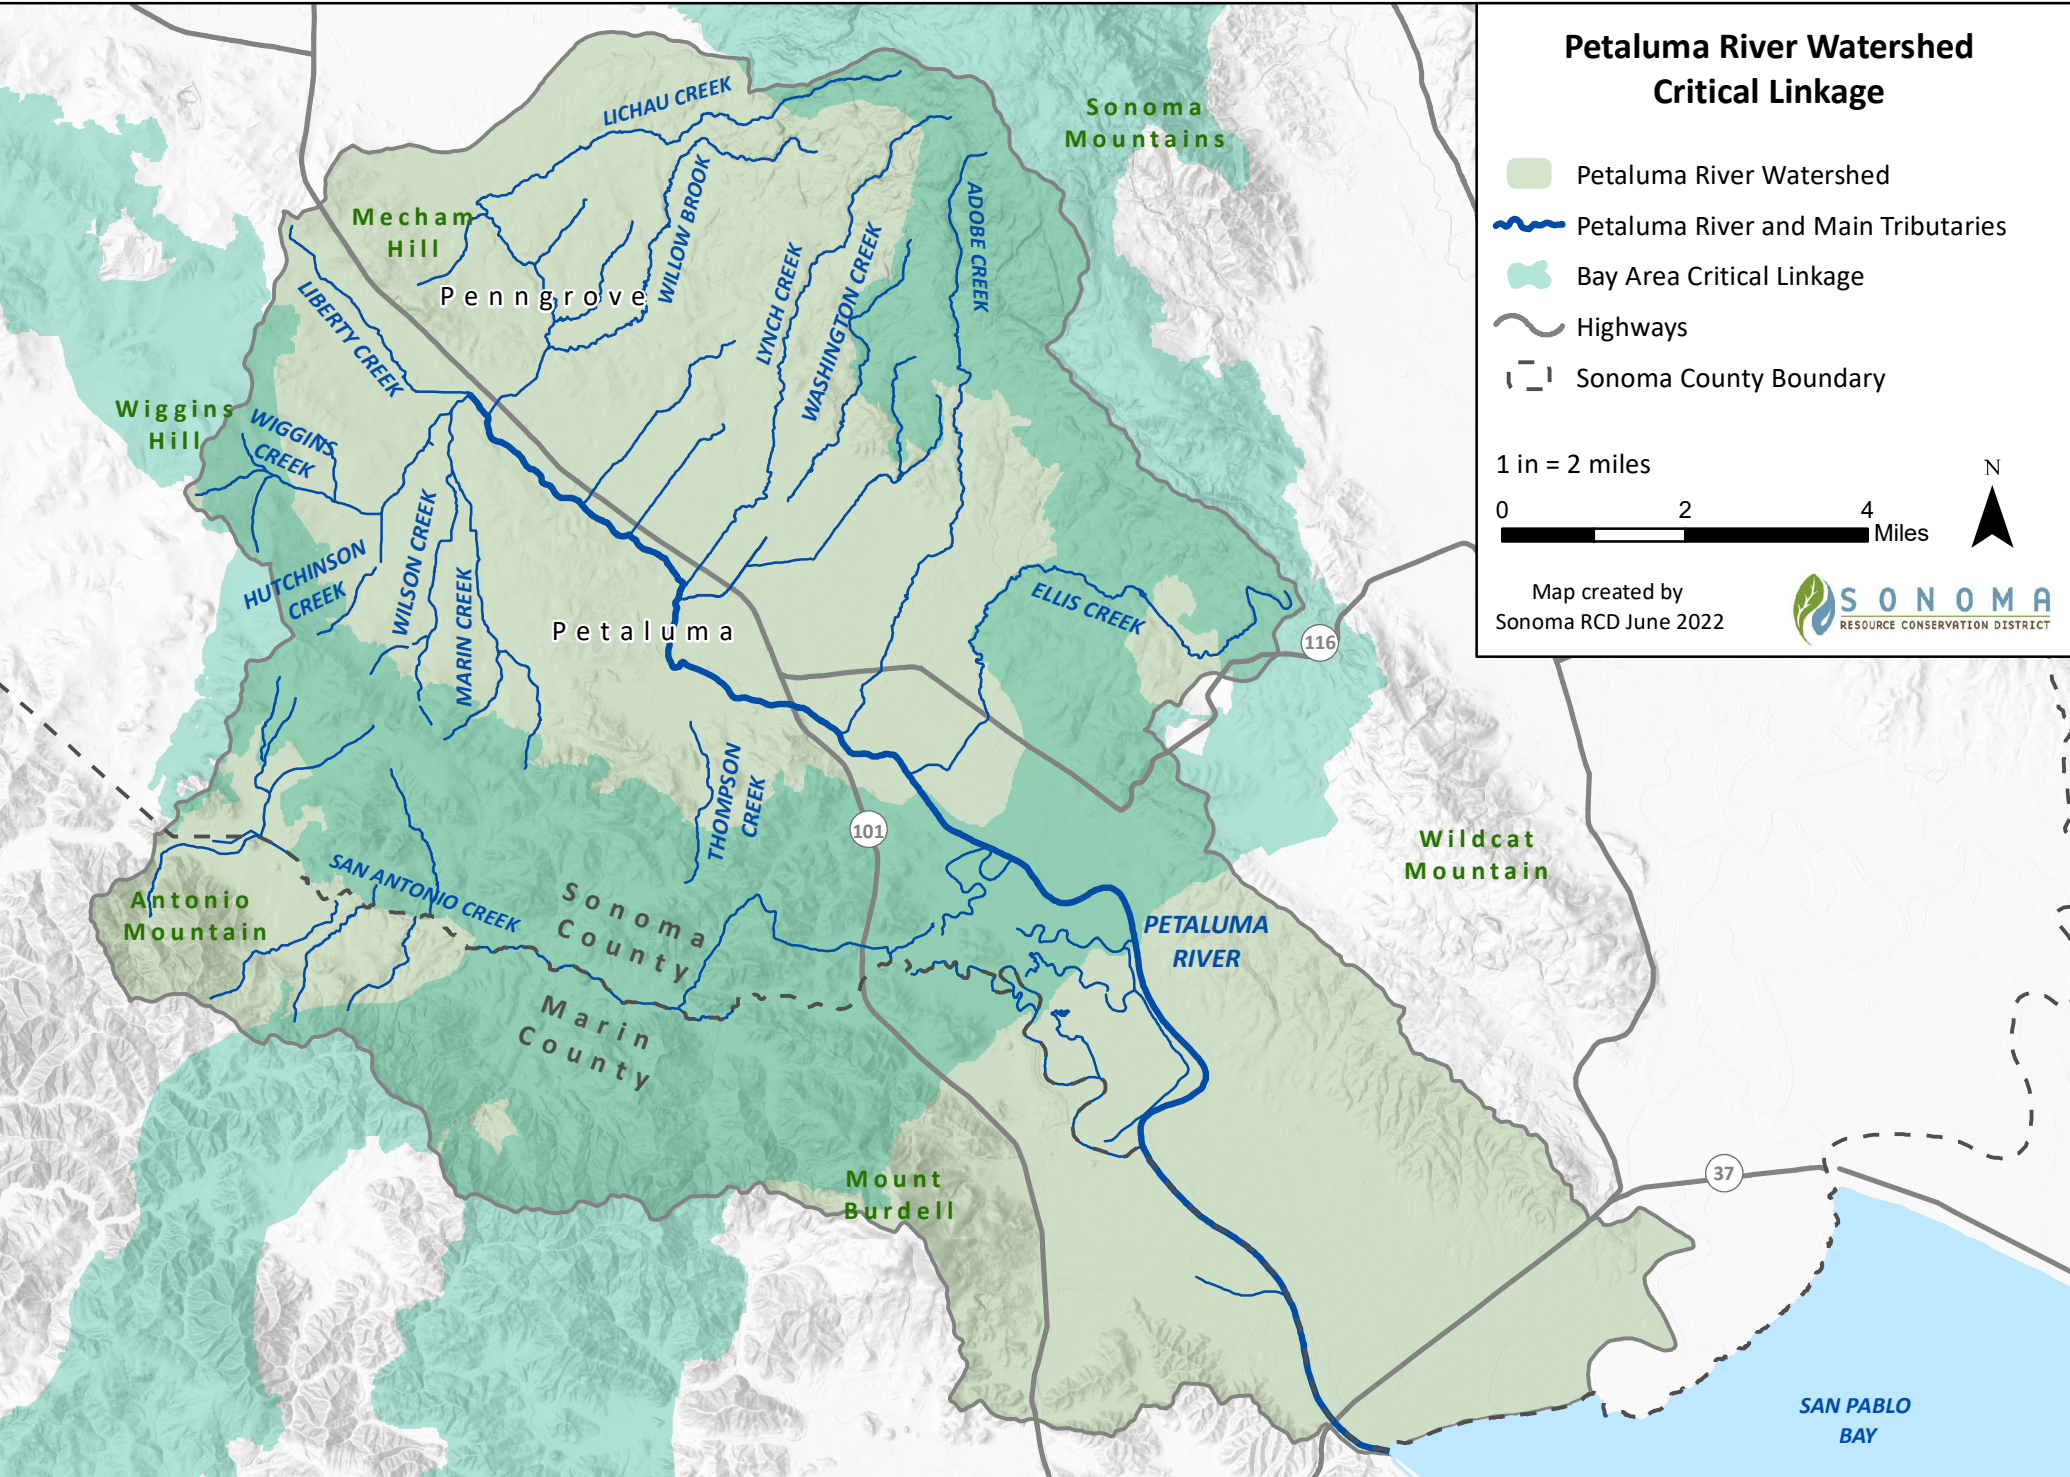 Petaluma River Watershed
Critical Linkage
Petaluma River Watershed
Petaluma River and Main Tributaries
Bay Area Critical Linkage
Highways
Sonoma County Boundary
1 in = 2 miles
0 2 4
Miles
N
Map created by
Sonoma RCD June 2022
SONOMA
RESOURCE CONSERVATION DISTRICT
LICHAU CREEK
Sonoma
Mountains
Mecham
Hill
WILLOW BROOK
ADOBE CREEK
Penngrove
LYNCH CREEK
WASHINGTON CREEK
LIBERTY CREEK
Wiggins
Hill
WIGGINS
CREEK
HUTCHINSON
CREEK
WILSON CREEK
MARIN CREEK
Petaluma
ELLIS CREEK
116
THOMPSON
CREEK
101
Wildcat
Mountain
SAN ANTONIO CREEK
Antonio
Mountain
Sonoma
County
Marin
County
PETALUMA
RIVER
Mount
Burdell
37
SAN PABLO
BAY